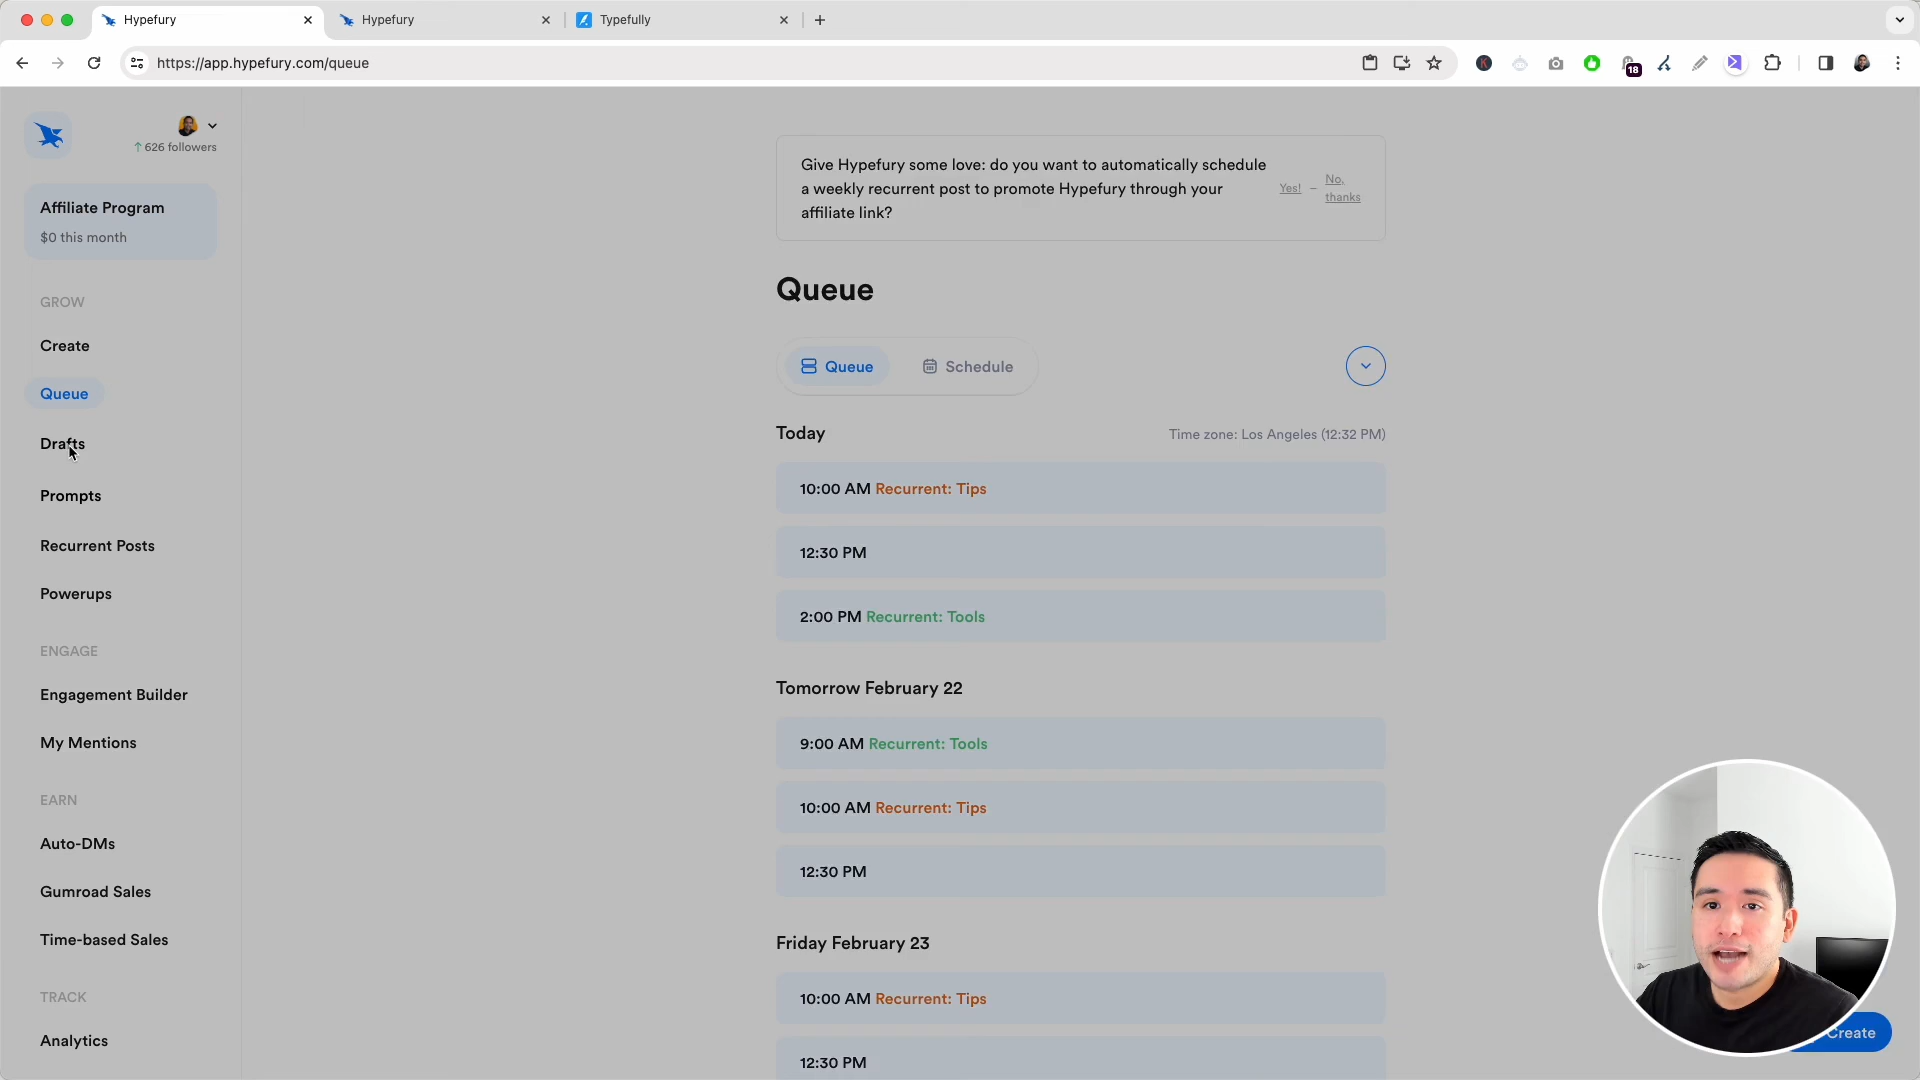 Hypefury
Hypefury
Typefully
https://app.hypefury.com/queue
18
626 followers
Affiliate Program
$0 this month
GROW
Create
Queue
Drafts
Prompts
Recurrent Posts
Powerups
ENGAGE
Engagement Builder
My Mentions
EARN
Auto-DMs
Gumroad Sales
Time-based Sales
TRACK
Analytics
Give Hypefury some love: do you want to automatically schedule
a weekly recurrent post to promote Hypefury through your
affiliate link?
Yes! – No, thanks
Queue
Queue Schedule
Today Time zone: Los Angeles (12:32 PM)
10:00 AM Recurrent: Tips
12:30 PM
2:00 PM Recurrent: Tools
Tomorrow February 22
9:00 AM Recurrent: Tools
10:00 AM Recurrent: Tips
12:30 PM
Friday February 23
10:00 AM Recurrent: Tips
12:30 PM
Create